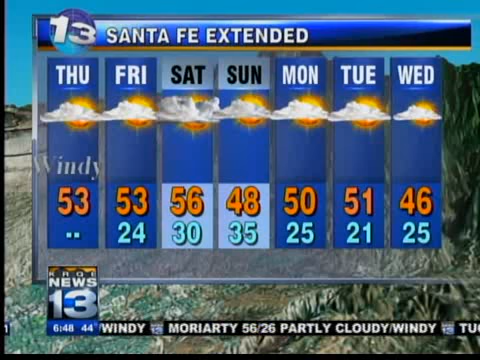 13 SANTA FE EXTENDED
THU FRI SAT SUN MON TUE WED
Windy
53 53 56 48 50 51 46
-- 24 30 35 25 21 25
KRQE
NEWS
13
6:48 44° /WINDY MORIARTY 56/26 PARTLY CLOUDY/WINDY TUC